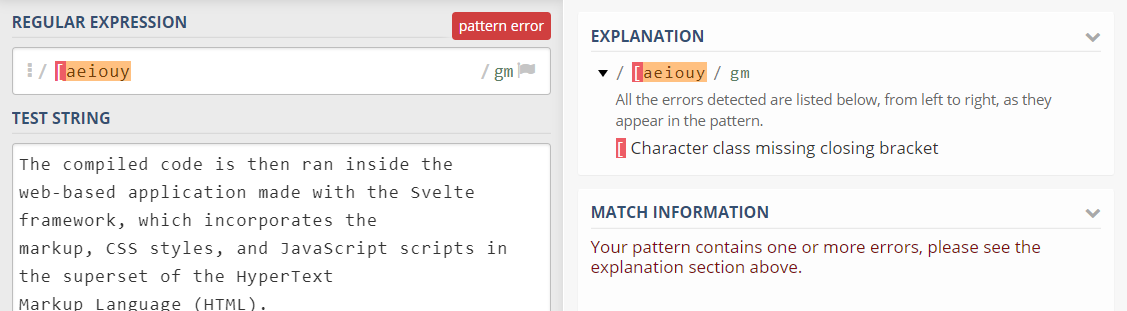 REGULAR EXPRESSION
pattern error
/ [aeiouy / gm
TEST STRING
The compiled code is then ran inside the
web-based application made with the Svelte
framework, which incorporates the
markup, CSS styles, and JavaScript scripts in
the superset of the HyperText
Markup Language (HTML).
EXPLANATION
/ [aeiouy / gm
All the errors detected are listed below, from left to right, as they
appear in the pattern.
[ Character class missing closing bracket
MATCH INFORMATION
Your pattern contains one or more errors, please see the
explanation section above.